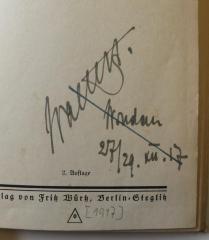 27/29. XII. 17
2. Auflage
lag von Fritz Würtz, Berlin-Steglitz
[1917]